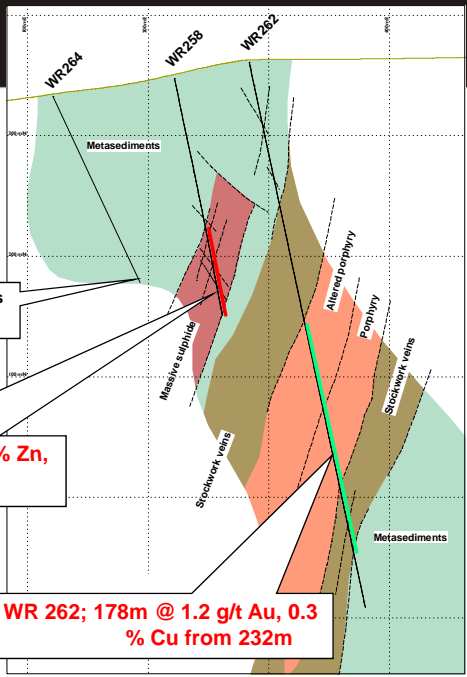 WR264
WR258
WR262
Metasediments
Altered porphyry
Porphyry
Massive sulphide
Stockwork veins
Stockwork veins
Metasediments
s
% Zn,
WR 262; 178m @ 1.2 g/t Au, 0.3
% Cu from 232m